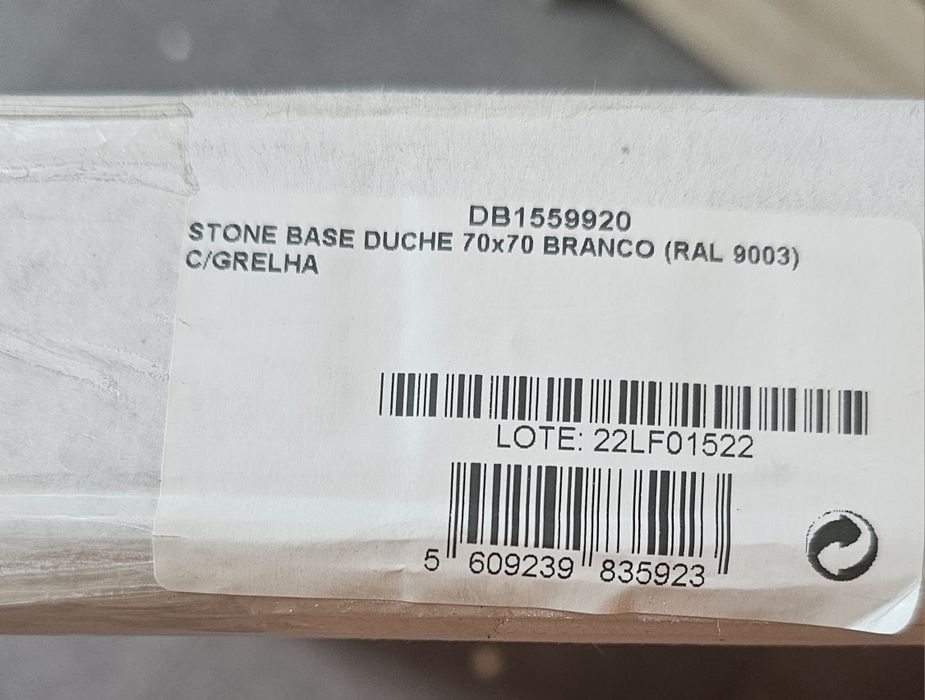 DB1559920
STONE BASE DUCHE 70x70 BRANCO (RAL 9003)
C/GRELHA
LOTE: 22LF01522
5 609239 835923